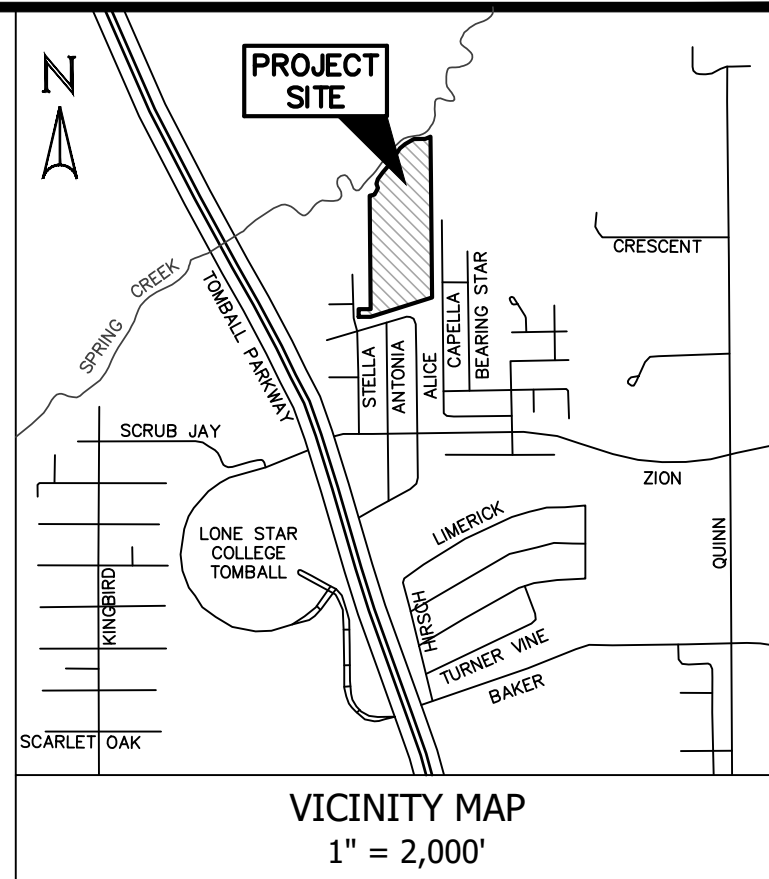 N
PROJECT
SITE
CRESCENT
SPRING CREEK
TOMBALL PARKWAY
STELLA
ANTONIA
ALICE
CAPELLA
BEARING STAR
SCRUB JAY
ZION
LONE STAR
COLLEGE
TOMBALL
LIMERICK
QUINN
KINGBIRD
HIRSCH
TURNER VINE
BAKER
SCARLET OAK
VICINITY MAP
1" = 2,000'